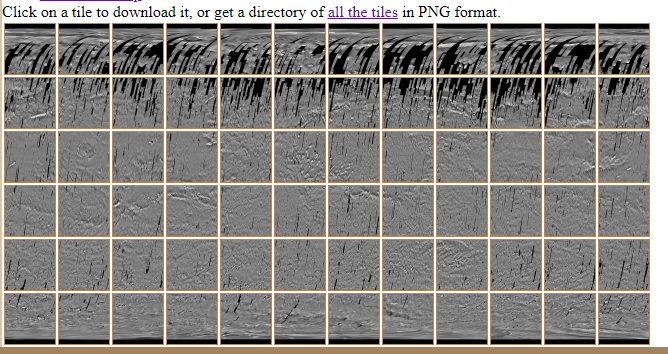 Click on a tile to download it, or get a directory of all the tiles in PNG format.